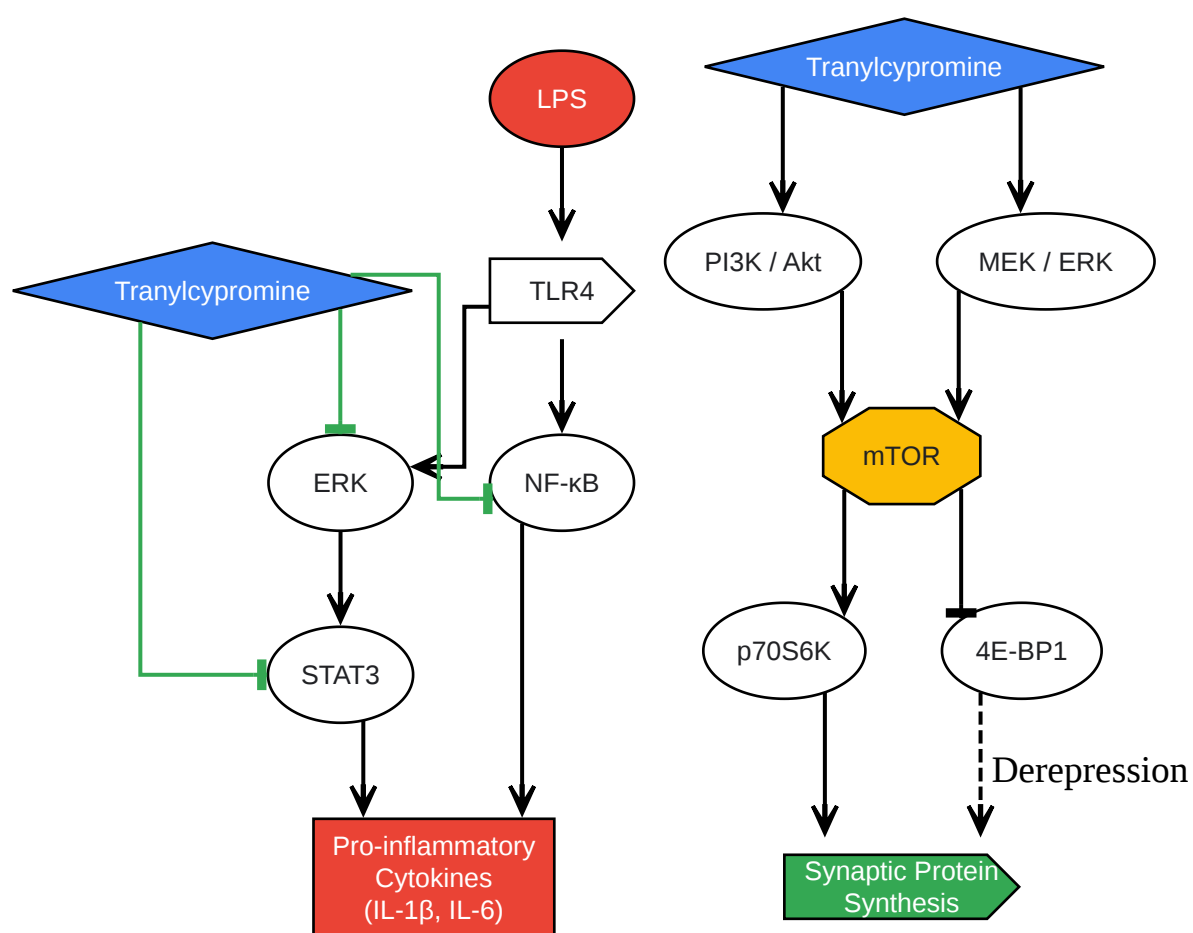 LPS
Tranylcypromine
TLR4
ERK
NF-κB
STAT3
Pro-inflammatory
Cytokines
(IL-1β, IL-6)
Tranylcypromine
PI3K / Akt
MEK / ERK
mTOR
p70S6K
4E-BP1
Derepression
Synaptic Protein
Synthesis